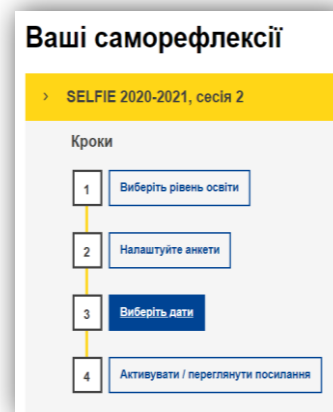 Ваші саморефлексії
› SELFIE 2020-2021, сесія 2
Кроки
1 Виберіть рівень освіти
2 Налаштуйте анкети
3 Виберіть дати
4 Активувати / переглянути посилання